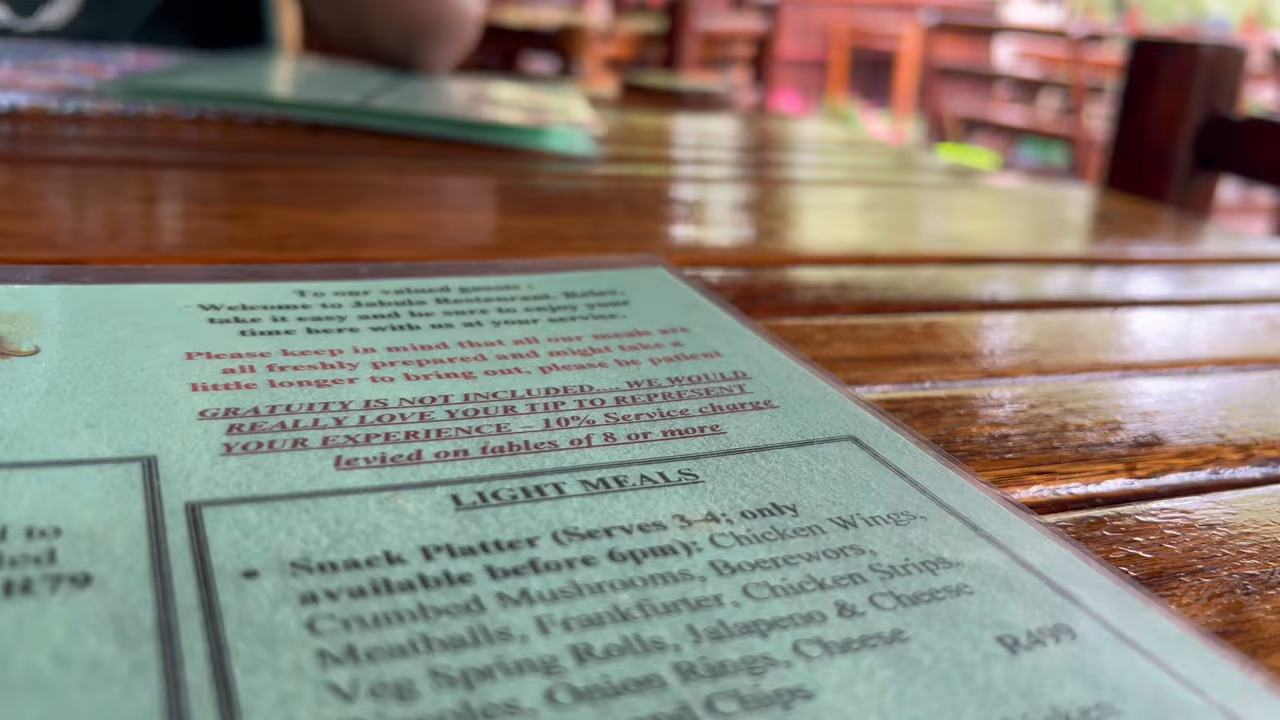 To our valued guests :
Welcome to Jabula Restaurant. Relax,
take it easy and be sure to enjoy your
time here with us at your service.
Please keep in mind that all our meals are
all freshly prepared and might take a
little longer to bring out, please be patient
GRATUITY IS NOT INCLUDED.... WE WOULD
REALLY LOVE YOUR TIP TO REPRESENT
YOUR EXPERIENCE – 10% Service charge
levied on tables of 8 or more
LIGHT MEALS
• Snack Platter (Serves 3-4; only
available before 6pm): Chicken Wings,
Crumbed Mushrooms, Boerewors,
Meatballs, Frankfurter, Chicken Strips,
Veg Spring Rolls, Jalapeno & Cheese
Onion Rings, Cheese
and Chips
R499
to
R79